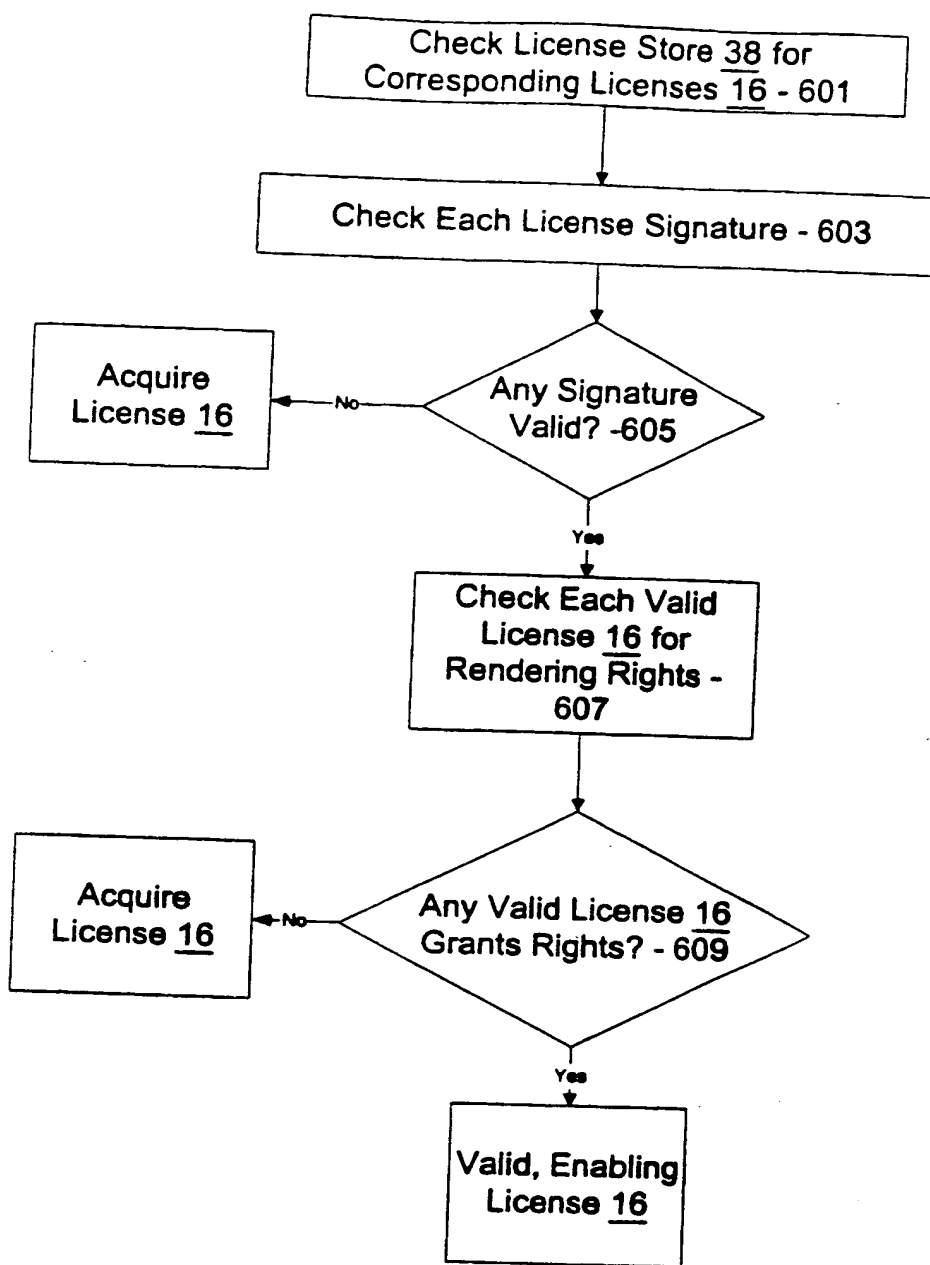 Check License Store 38 for
Corresponding Licenses 16 - 601
Check Each License Signature - 603
Acquire
License 16
No
Any Signature
Valid? -605
Yes
Check Each Valid
License 16 for
Rendering Rights -
607
Acquire
License 16
No
Any Valid License 16
Grants Rights? - 609
Yes
Valid, Enabling
License 16